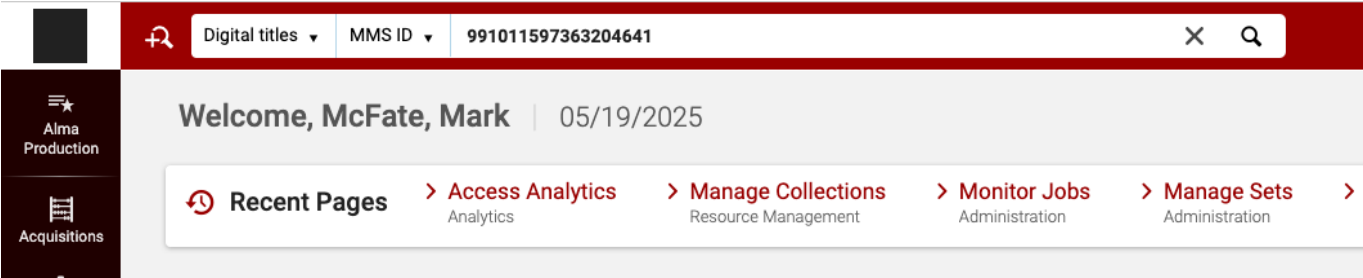 Digital titles MMS ID 991011597363204641
Alma
Production
Acquisitions
Welcome, McFate, Mark 05/19/2025
Recent Pages
Access Analytics
Analytics
Manage Collections
Resource Management
Monitor Jobs
Administration
Manage Sets
Administration